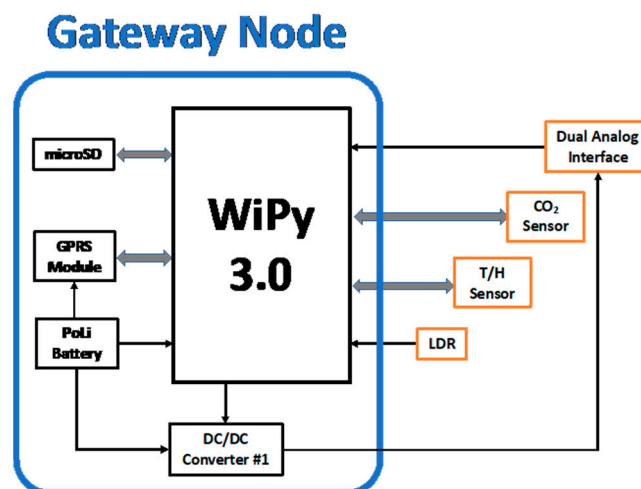 Gateway Node
microSD
GPRS
Module
PoLi
Battery
WiPy
3.0
DC/DC
Converter #1
Dual Analog
Interface
CO₂
Sensor
T/H
Sensor
LDR